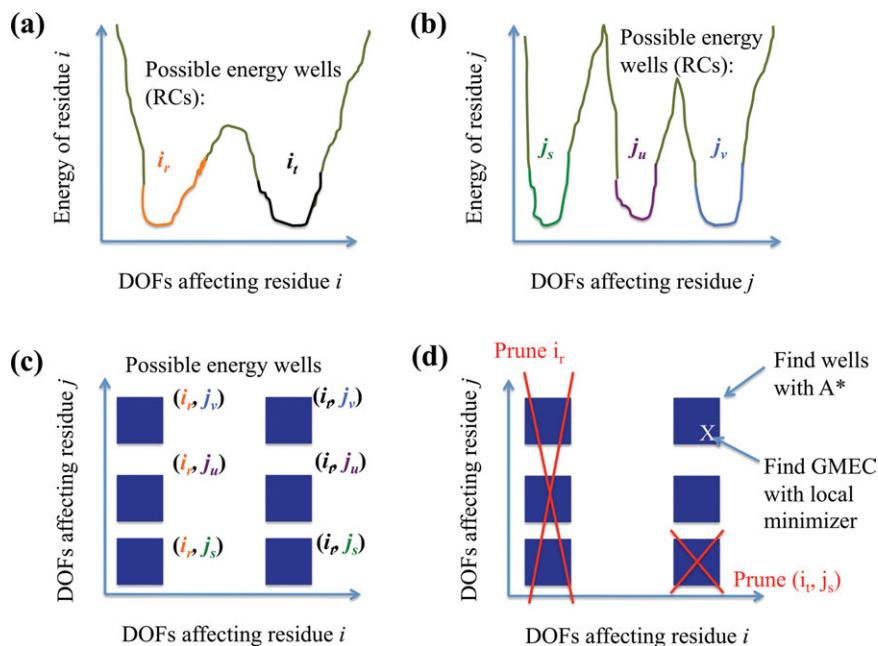 (a)
Energy of residue i
Possible energy wells
(RCs):
i_r
i_t
DOFs affecting residue i
(b)
Energy of residue j
Possible energy
wells (RCs):
j_s
j_u
j_v
DOFs affecting residue j
(c)
DOFs affecting residue j
Possible energy wells
(i_r, j_v)
(i_t, j_v)
(i_r, j_u)
(i_t, j_u)
(i_r, j_s)
(i_t, j_s)
DOFs affecting residue i
(d)
DOFs affecting residue j
Prune i_r
Find wells
with A*
X
Find GMEC
with local
minimizer
Prune (i_t, j_s)
DOFs affecting residue i